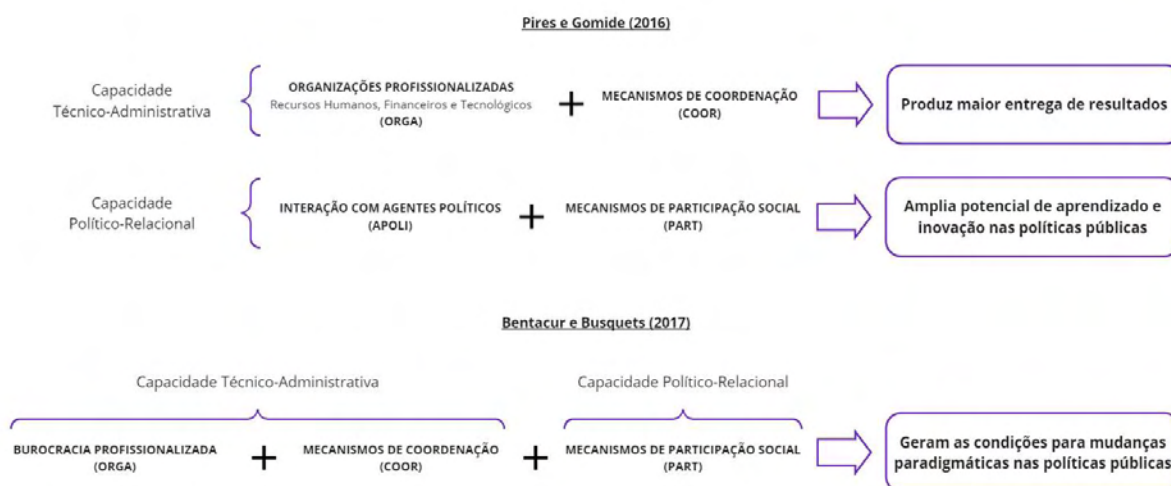 Pires e Gomide (2016)
Capacidade
Técnico-Administrativa
ORGANIZAÇÕES PROFISSIONALIZADAS
Recursos Humanos, Financeiros e Tecnológicos
(ORGA)
+
MECANISMOS DE COORDENAÇÃO
(COOR)
Produz maior entrega de resultados
Capacidade
Político-Relacional
INTERAÇÃO COM AGENTES POLÍTICOS
(APOLI)
+
MECANISMOS DE PARTICIPAÇÃO SOCIAL
(PART)
Amplia potencial de aprendizado e
inovação nas políticas públicas
Bentacur e Busquets (2017)
Capacidade Técnico-Administrativa
Capacidade Político-Relacional
BUROCRACIA PROFISSIONALIZADA
(ORGA)
+
MECANISMOS DE COORDENAÇÃO
(COOR)
+
MECANISMOS DE PARTICIPAÇÃO SOCIAL
(PART)
Geram as condições para mudanças
paradigmáticas nas políticas públicas